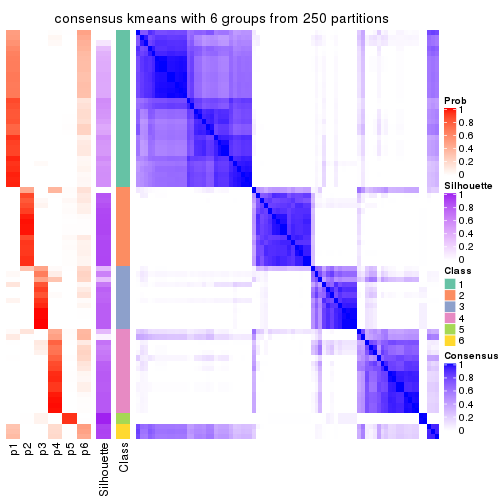 consensus kmeans with 6 groups from 250 partitions
Prob
1
0.8
0.6
0.4
0.2
0
Silhouette
1
0.8
0.6
0.4
0.2
0
Class
1
2
3
4
5
6
Consensus
1
0.8
0.6
0.4
0.2
0
p1
p2
p3
p4
p5
p6
Silhouette
Class